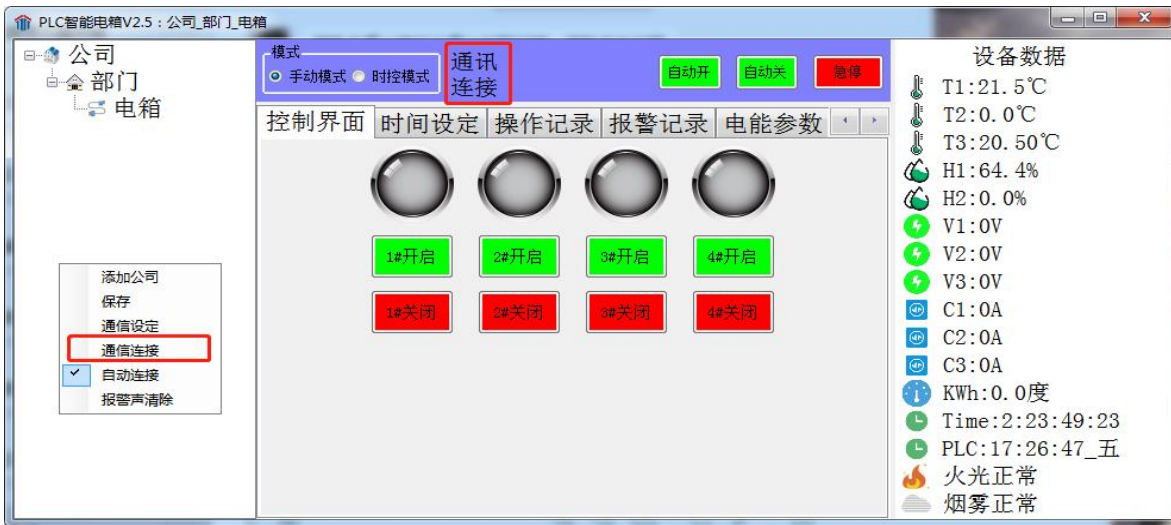 PLC智能电箱V2.5：公司_部门_电箱
公司
部门
电箱
添加公司
保存
通信设定
通信连接
自动连接
报警声清除
模式
手动模式 时控模式
通讯
连接
自动开 自动关 急停
控制界面 时间设定 操作记录 报警记录 电能参数
1#开启 2#开启 3#开启 4#开启
1#关闭 2#关闭 3#关闭 4#关闭
设备数据
T1:21.5℃
T2:0.0℃
T3:20.50℃
H1:64.4%
H2:0.0%
V1:0V
V2:0V
V3:0V
C1:0A
C2:0A
C3:0A
KWh:0.0度
Time:2:23:49:23
PLC:17:26:47_五
火光正常
烟雾正常